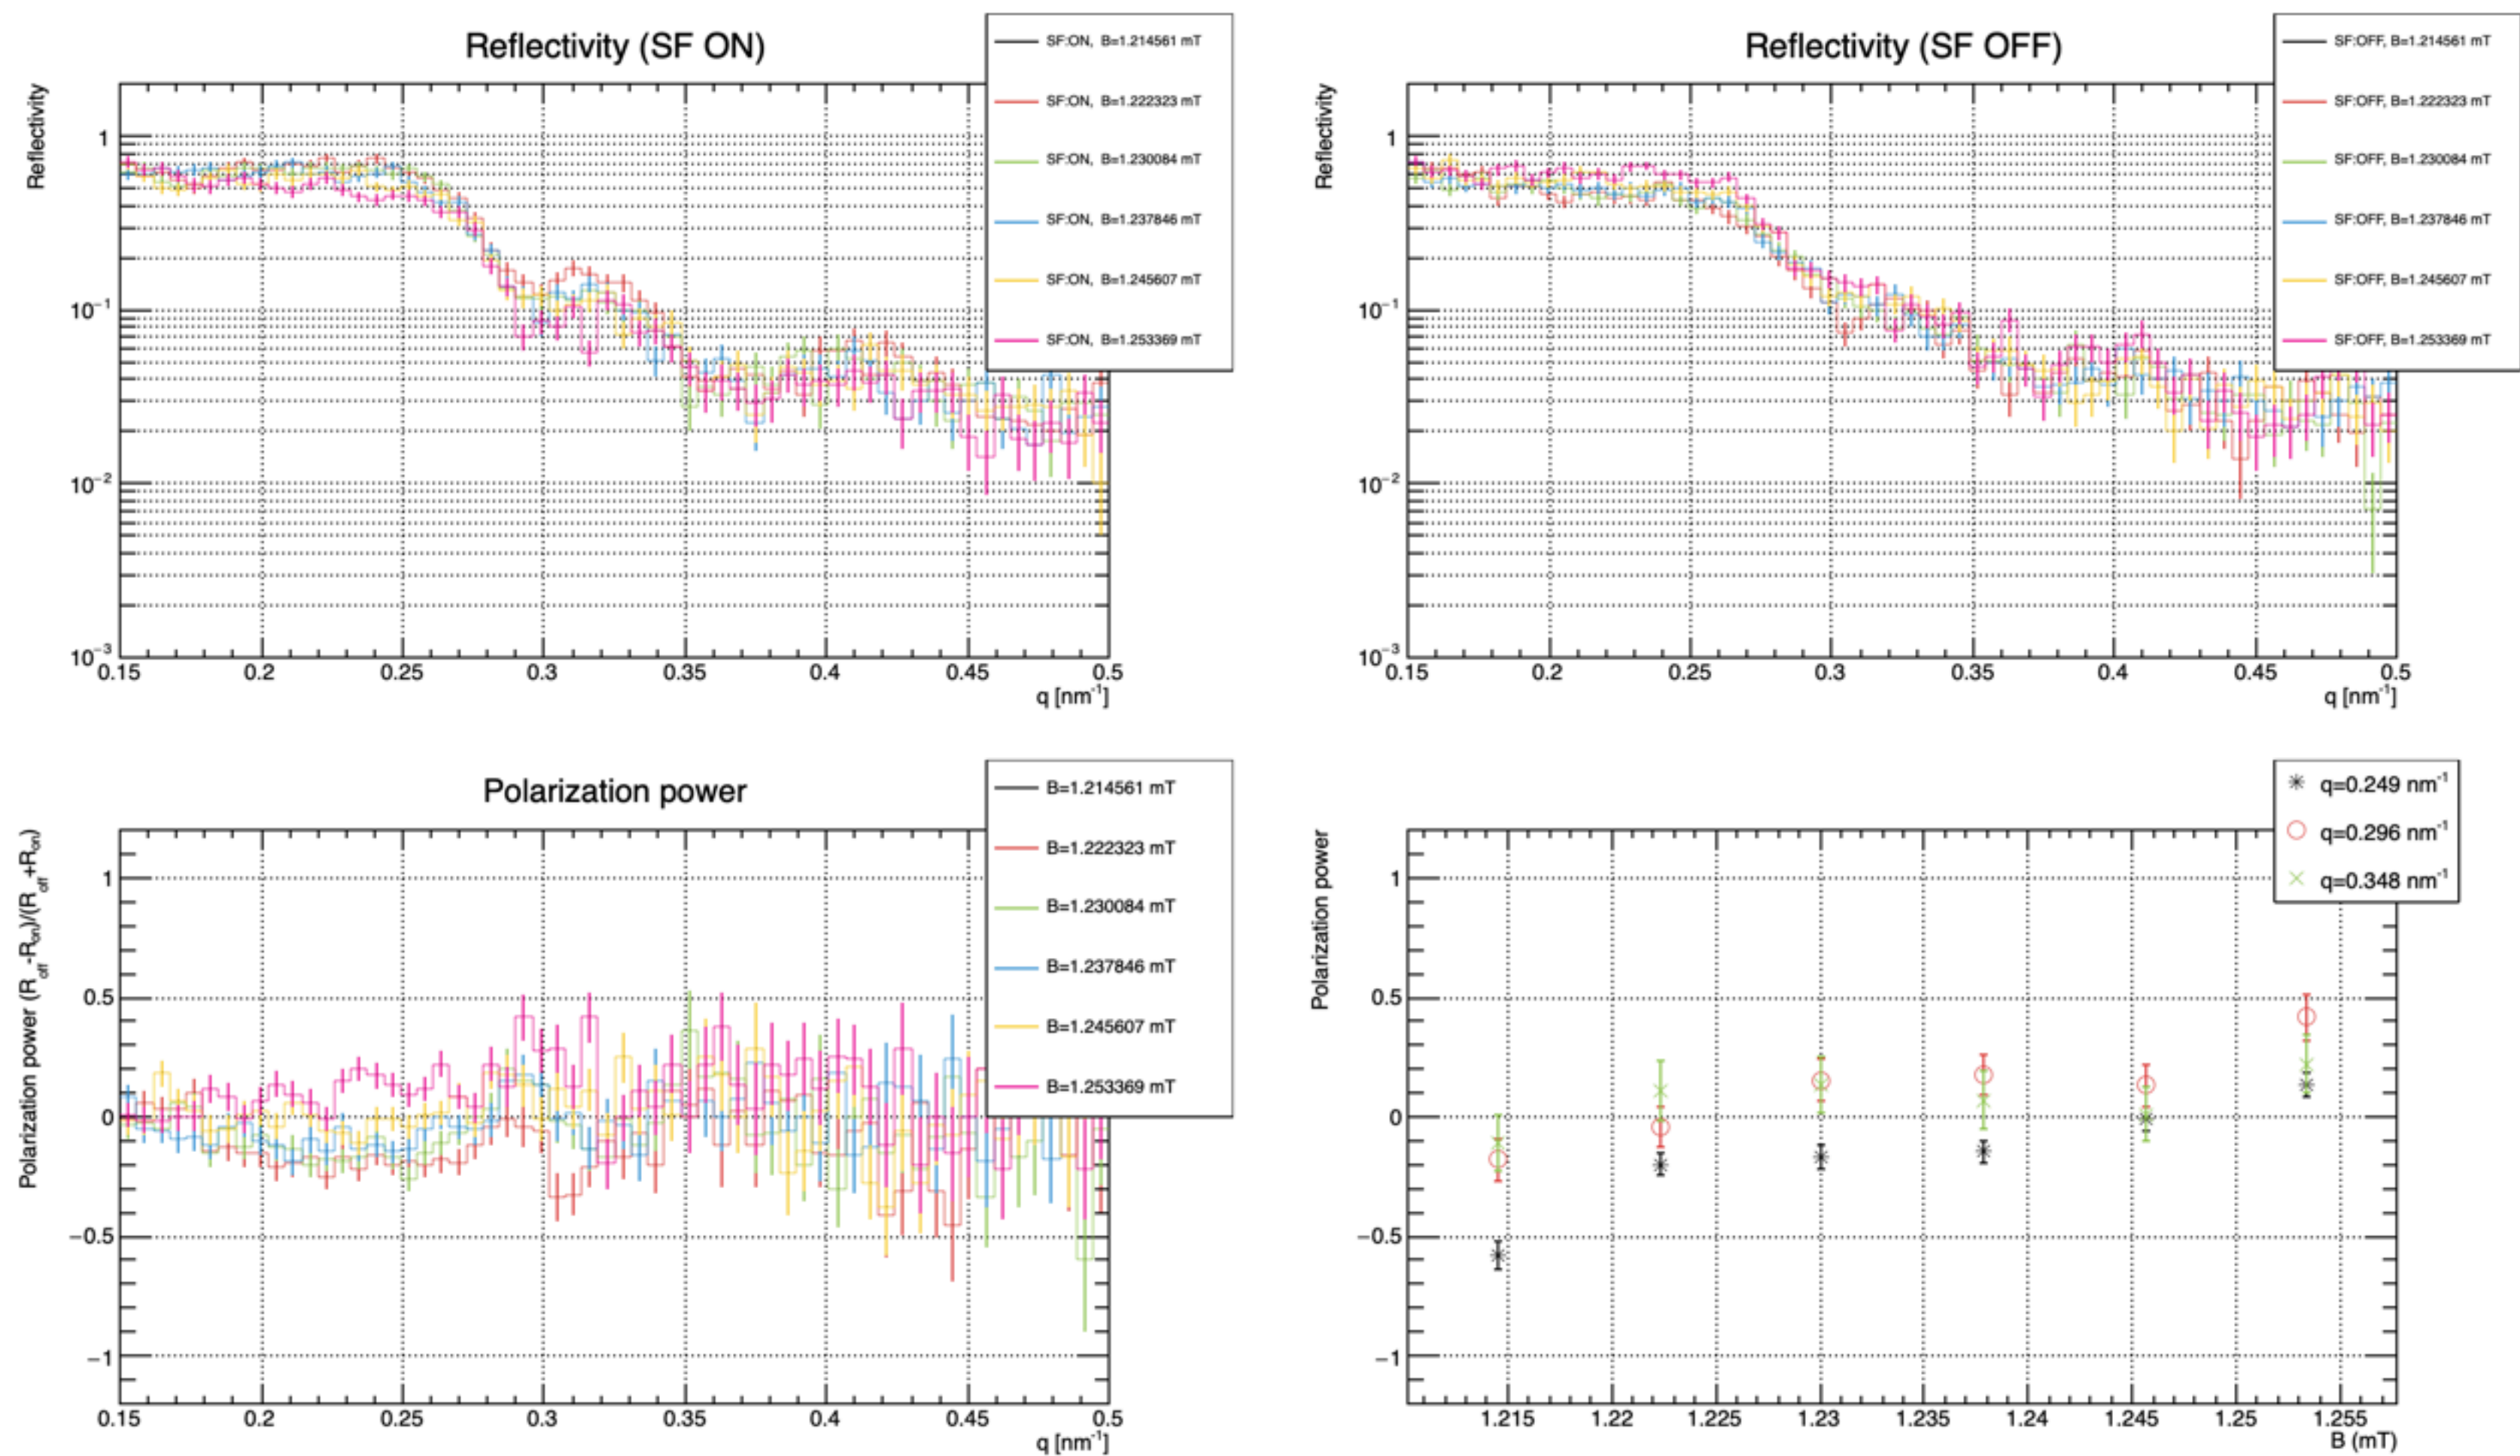 Reflectivity (SF ON)
Reflectivity
SF:ON, B=1.214561 mT
SF:ON, B=1.222323 mT
SF:ON, B=1.230084 mT
SF:ON, B=1.237846 mT
SF:ON, B=1.245607 mT
SF:ON, B=1.253369 mT
1
10⁻¹
10⁻²
10⁻³
0.15 0.2 0.25 0.3 0.35 0.4 0.45 0.5
q [nm⁻¹]
Reflectivity (SF OFF)
Reflectivity
SF:OFF, B=1.214561 mT
SF:OFF, B=1.222323 mT
SF:OFF, B=1.230084 mT
SF:OFF, B=1.237846 mT
SF:OFF, B=1.245607 mT
SF:OFF, B=1.253369 mT
1
10⁻¹
10⁻²
10⁻³
0.15 0.2 0.25 0.3 0.35 0.4 0.45 0.5
q [nm⁻¹]
Polarization power
Polarization power (R_off-R_on)/(R_off+R_on)
B=1.214561 mT
B=1.222323 mT
B=1.230084 mT
B=1.237846 mT
B=1.245607 mT
B=1.253369 mT
1
0.5
0
−0.5
−1
0.15 0.2 0.25 0.3 0.35 0.4 0.45 0.5
q [nm⁻¹]
Polarization power
q=0.249 nm⁻¹
q=0.296 nm⁻¹
q=0.348 nm⁻¹
1
0.5
0
−0.5
−1
1.215 1.22 1.225 1.23 1.235 1.24 1.245 1.25 1.255
B (mT)